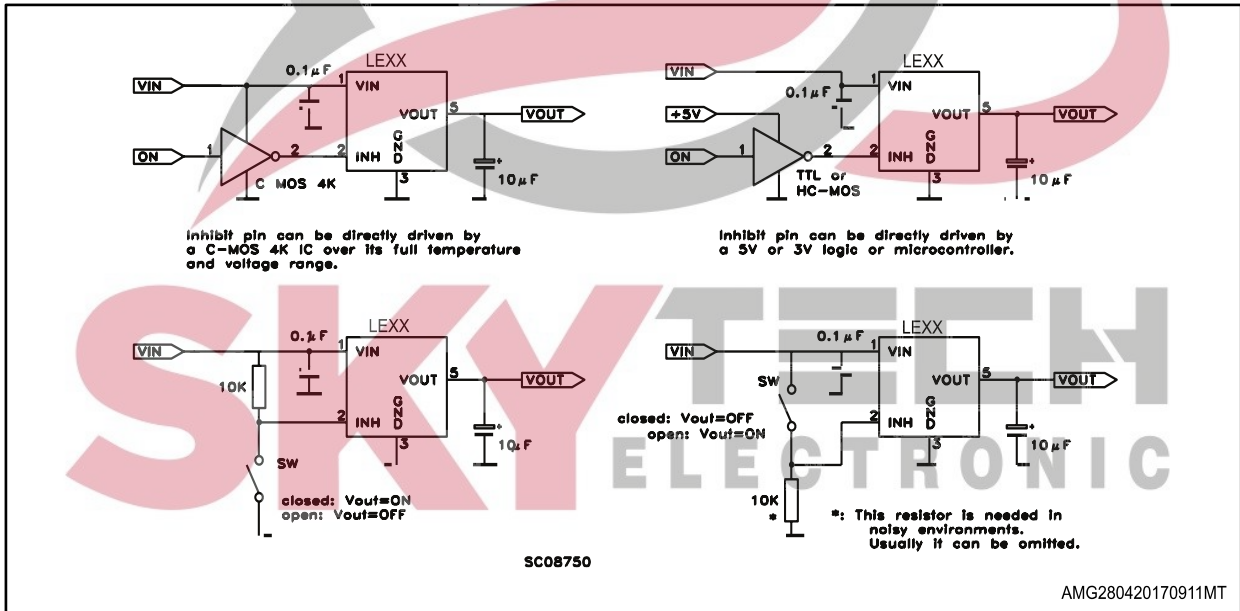 LEXX
VIN
0.1µF
1
VIN
VOUT
5
VOUT
ON
1
2
2
INH
GND
3
10µF
C MOS 4K
Inhibit pin can be directly driven by
a C-MOS 4K IC over its full temperature
and voltage range.
LEXX
VIN
1
VIN
0.1µF
+5V
VOUT
5
VOUT
ON
1
2
2
INH
GND
3
10µF
TTL or
HC-MOS
Inhibit pin can be directly driven by
a 5V or 3V logic or microcontroller.
LEXX
VIN
0.1µF
1
VIN
10K
VOUT
5
VOUT
2
INH
GND
3
10µF
SW
closed: Vout=ON
open: Vout=OFF
LEXX
VIN
0.1µF
1
VIN
SW
VOUT
5
VOUT
closed: Vout=OFF
open: Vout=ON
2
INH
GND
3
10µF
10K
*
*: This resistor is needed in
noisy environments.
Usually it can be omitted.
SC08750
AMG280420170911MT
SKYTECH
ELECTRONIC